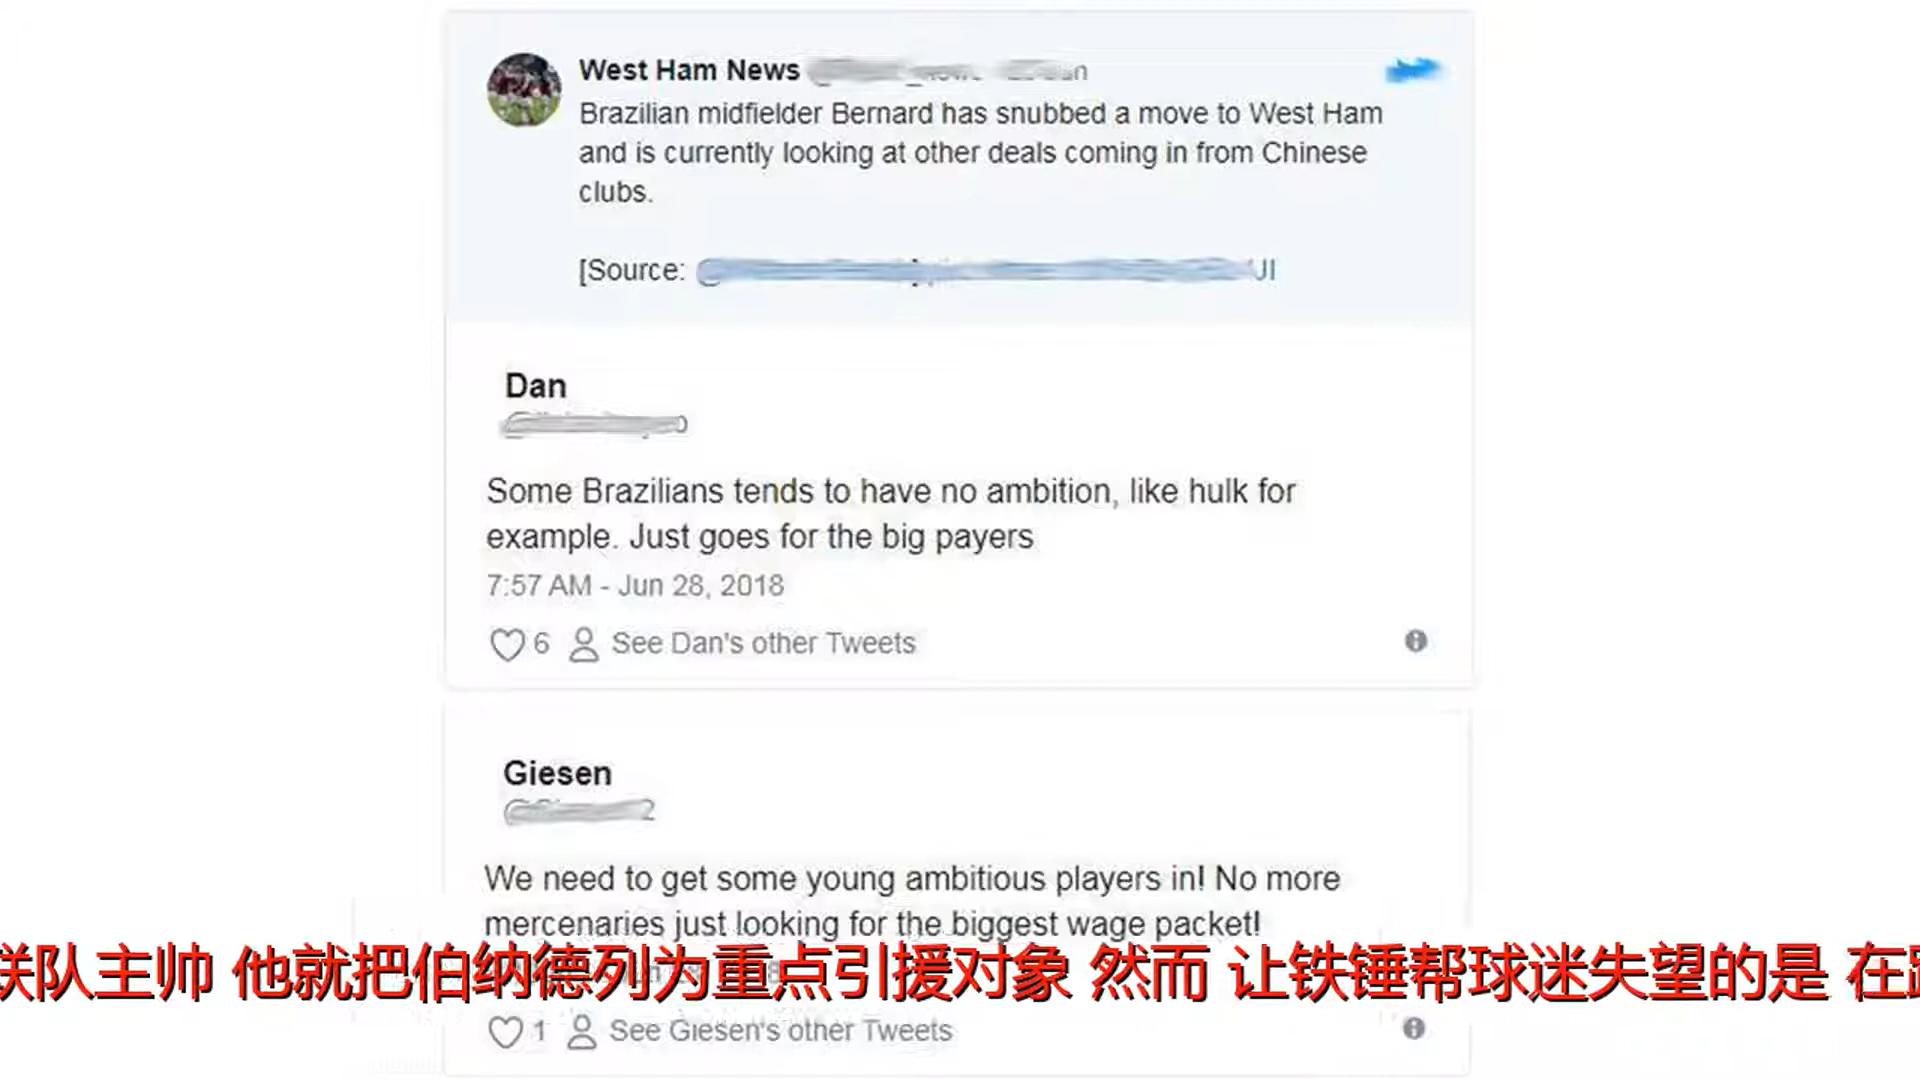 West Ham News
Brazilian midfielder Bernard has snubbed a move to West Ham
and is currently looking at other deals coming in from Chinese
clubs.
[Source:
Dan
Some Brazilians tends to have no ambition, like hulk for
example. Just goes for the big payers
7:57 AM - Jun 28, 2018
6 See Dan's other Tweets
Giesen
We need to get some young ambitious players in! No more
mercenaries just looking for the biggest wage packet!
联队主帅 他就把伯纳德列为重点引援对象 然而 让铁锤帮球迷失望的是 在
1 See Giesen's other Tweets